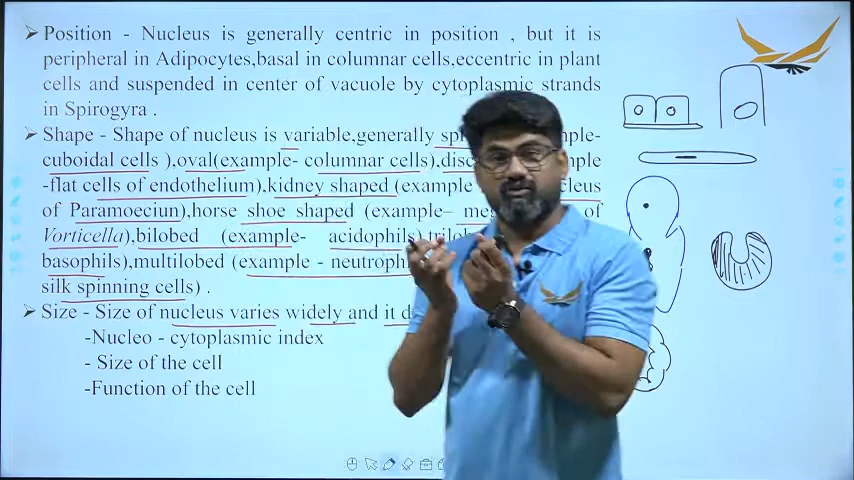 ➢ Position - Nucleus is generally centric in position , but it is
peripheral in Adipocytes,basal in columnar cells,eccentric in plant
cells and suspended in center of vacuole by cytoplasmic strands
in Spirogyra .
➢ Shape - Shape of nucleus is variable,generally
cuboidal cells ),oval(example- columnar cells),
-flat cells of endothelium),kidney shaped (example
of Paramoeciun),horse shoe shaped (example– of
Vorticella),bilobed (example- acidophils)
basophils),multilobed (example - neutrophi
silk spinning cells) .
➢ Size - Size of nucleus varies widely and it
-Nucleo - cytoplasmic index
- Size of the cell
-Function of the cell